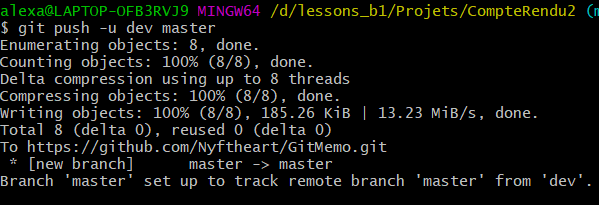 alexa@LAPTOP-OFB3RVJ9 MINGW64 /d/lessons_b1/Projets/CompteRendu2 (m
$ git push -u dev master
Enumerating objects: 8, done.
Counting objects: 100% (8/8), done.
Delta compression using up to 8 threads
Compressing objects: 100% (8/8), done.
Writing objects: 100% (8/8), 185.26 KiB | 13.23 MiB/s, done.
Total 8 (delta 0), reused 0 (delta 0)
To https://github.com/Nyftheart/GitMemo.git
 * [new branch]      master -> master
Branch 'master' set up to track remote branch 'master' from 'dev'.